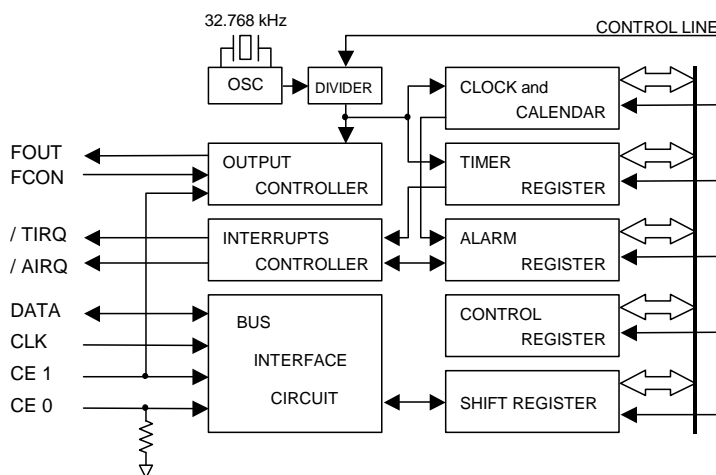 32.768 kHz
CONTROL LINE
OSC
DIVIDER
CLOCK and
CALENDAR
FOUT
FCON
OUTPUT
CONTROLLER
TIMER
REGISTER
/ TIRQ
/ AIRQ
INTERRUPTS
CONTROLLER
ALARM
REGISTER
DATA
CLK
CE 1
CE 0
BUS
INTERFACE
CIRCUIT
CONTROL
REGISTER
SHIFT REGISTER